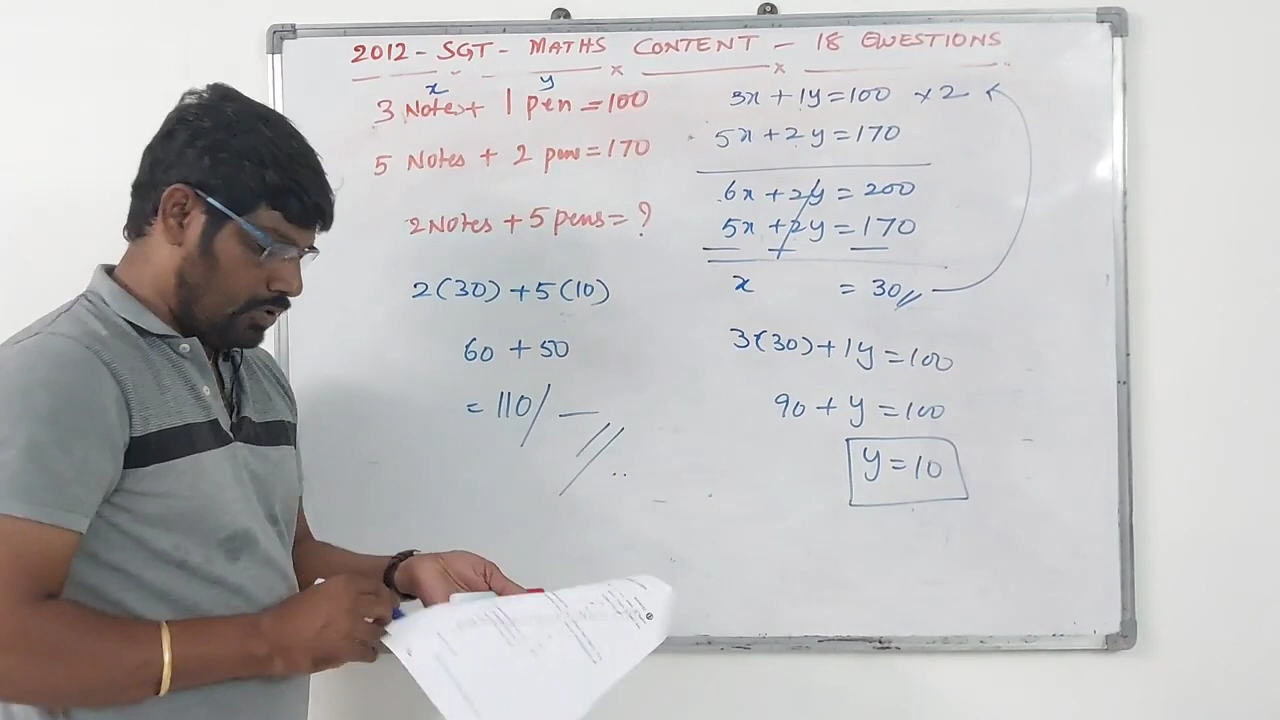 2012 - SGT - MATHS CONTENT - 18 QUESTIONS
x y
3 Notes + 1 pen = 100
5 Notes + 2 pens = 170
2 Notes + 5 pens = ?
2(30) + 5(10)
60 + 50
= 110/—
3x + 1y = 100 × 2
5x + 2y = 170
6x + 2y = 200
5x + 2y = 170
x = 30
3(30) + 1y = 100
90 + y = 100
y = 10